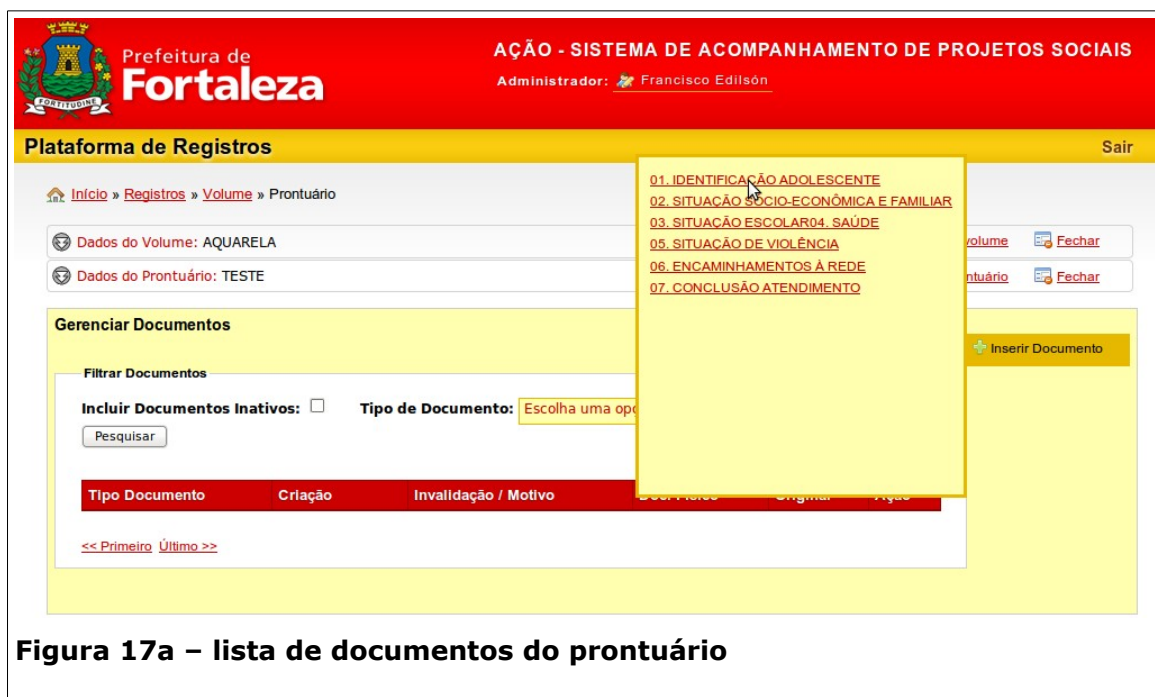 Prefeitura de
Fortaleza
FORTITUDINE
AÇÃO - SISTEMA DE ACOMPANHAMENTO DE PROJETOS SOCIAIS
Administrador: Francisco Edilsón
Plataforma de Registros
Sair
Início » Registros » Volume » Prontuário
01. IDENTIFICAÇÃO ADOLESCENTE
02. SITUAÇÃO SÓCIO-ECONÔMICA E FAMILIAR
03. SITUAÇÃO ESCOLAR04. SAÚDE
05. SITUAÇÃO DE VIOLÊNCIA
06. ENCAMINHAMENTOS À REDE
07. CONCLUSÃO ATENDIMENTO
Dados do Volume: AQUARELA
volume Fechar
Dados do Prontuário: TESTE
ntuário Fechar
Gerenciar Documentos
Inserir Documento
Filtrar Documentos
Incluir Documentos Inativos: Tipo de Documento: Escolha uma opç
Pesquisar
Tipo Documento Criação Invalidação / Motivo
<< Primeiro Último >>
Figura 17a – lista de documentos do prontuário